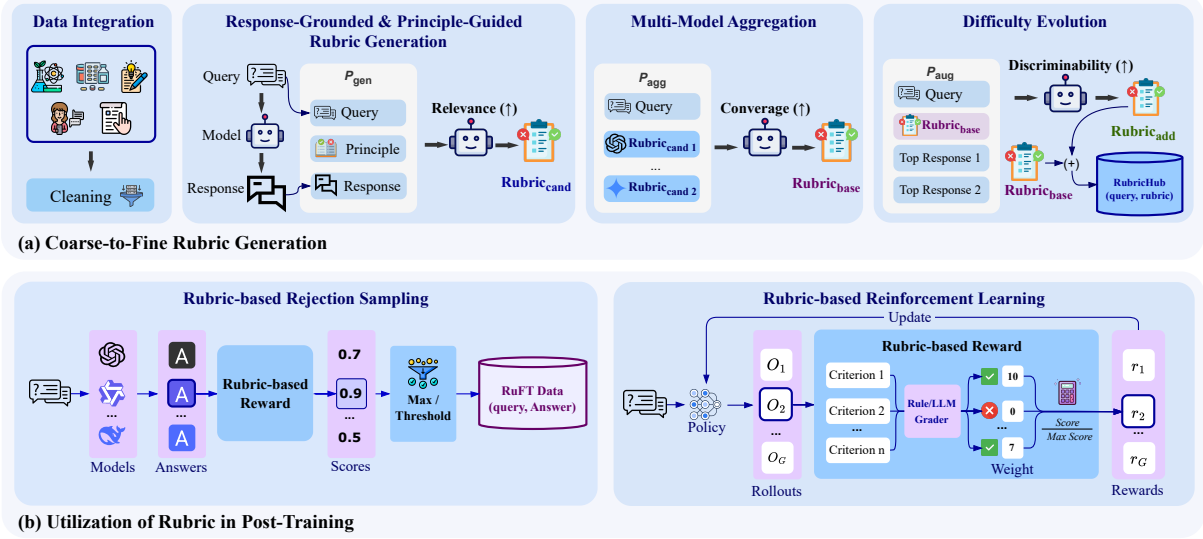 Data Integration
Cleaning
Response-Grounded & Principle-Guided
Rubric Generation
Query
Model
Response
P_gen
Query
Principle
Response
Relevance (↑)
Rubric_cand
Multi-Model Aggregation
P_agg
Query
Rubric_cand 1
...
Rubric_cand 2
Converage (↑)
Rubric_base
Difficulty Evolution
P_aug
Query
Rubric_base
Top Response 1
Top Response 2
Discriminability (↑)
Rubric_add
Rubric_base
(+)
RubricHub
(query, rubric)
(a) Coarse-to-Fine Rubric Generation
Rubric-based Rejection Sampling
...
Models
A
A
...
A
Answers
Rubric-based
Reward
0.7
0.9
...
0.5
Scores
Max /
Threshold
RuFT Data
(query, Answer)
Rubric-based Reinforcement Learning
Update
Policy
O_1
O_2
...
O_G
Rollouts
Rubric-based Reward
Criterion 1
Criterion 2
...
Criterion n
Rule/LLM
Grader
10
0
...
7
Weight
Score
Max Score
r_1
r_2
...
r_G
Rewards
(b) Utilization of Rubric in Post-Training